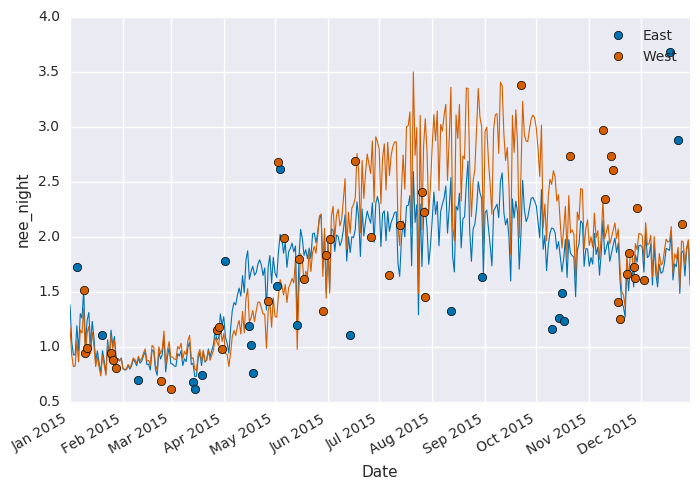 4.0
3.5
3.0
2.5
2.0
1.5
1.0
0.5
nee_night
East
West
Jan 2015
Feb 2015
Mar 2015
Apr 2015
May 2015
Jun 2015
Jul 2015
Aug 2015
Sep 2015
Oct 2015
Nov 2015
Dec 2015
Date